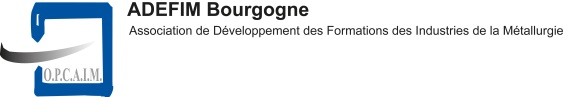 ADEFIM Bourgogne
Association de Développement des Formations des Industries de la Métallurgie
O.P.C.A.I.M.